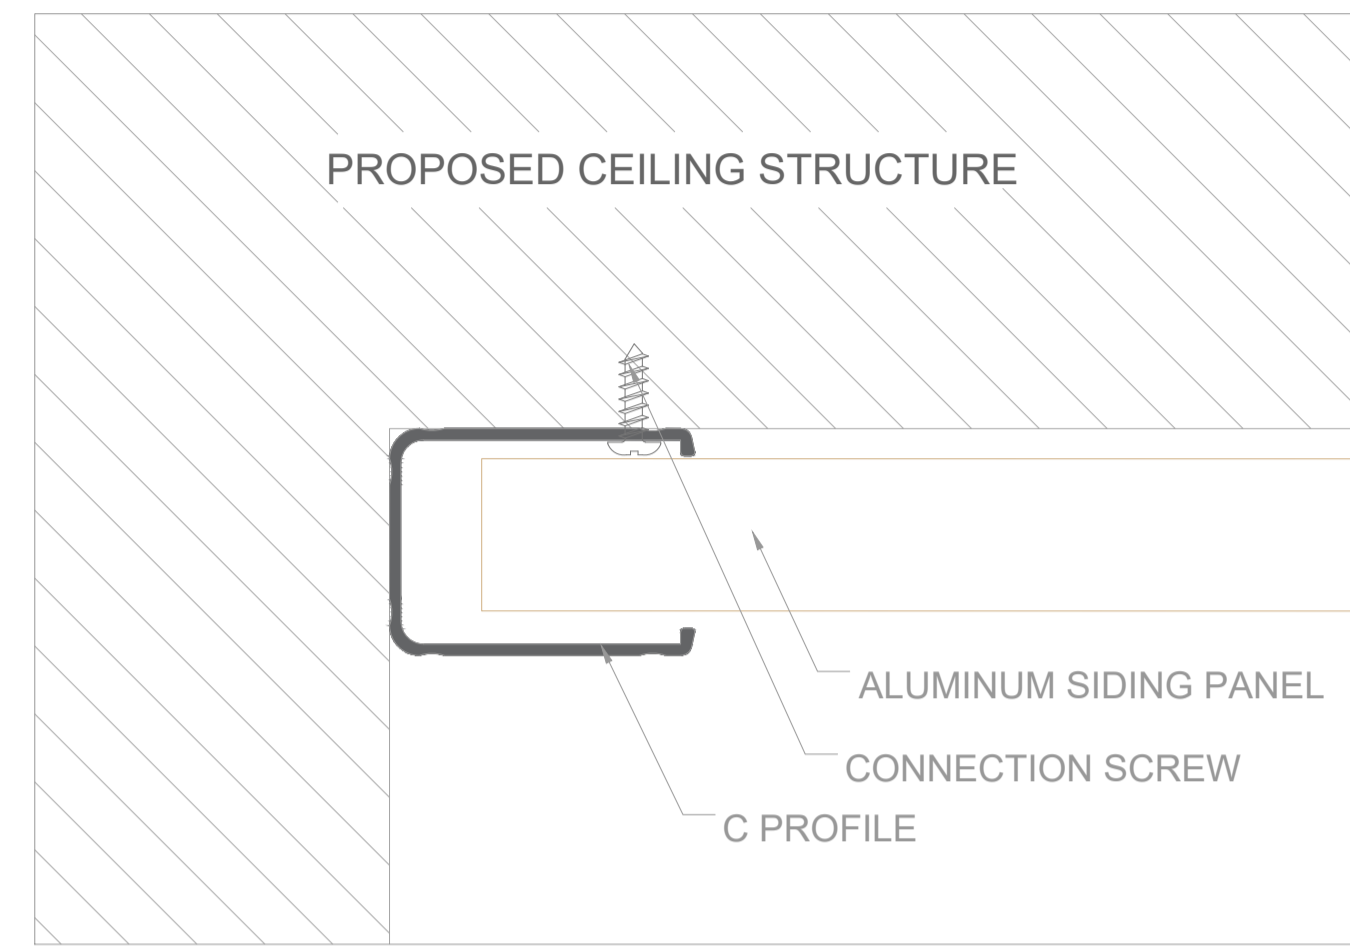 PROPOSED CEILING STRUCTURE
ALUMINUM SIDING PANEL
CONNECTION SCREW
C PROFILE